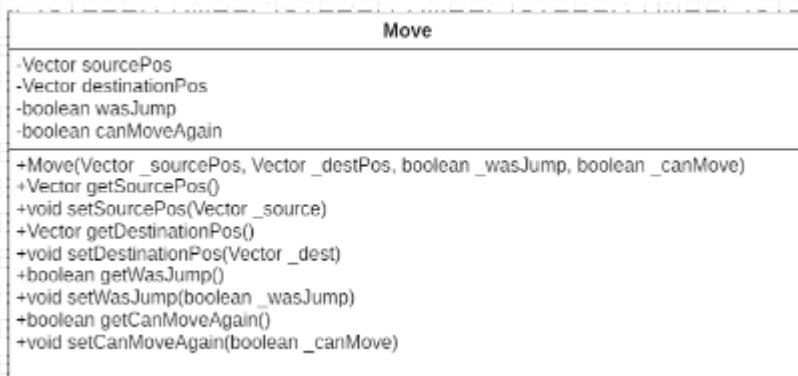 Move
-Vector sourcePos
-Vector destinationPos
-boolean wasJump
-boolean canMoveAgain
+Move(Vector _sourcePos, Vector _destPos, boolean _wasJump, boolean _canMove)
+Vector getSourcePos()
+void setSourcePos(Vector _source)
+Vector getDestinationPos()
+void setDestinationPos(Vector _dest)
+boolean getWasJump()
+void setWasJump(boolean _wasJump)
+boolean getCanMoveAgain()
+void setCanMoveAgain(boolean _canMove)